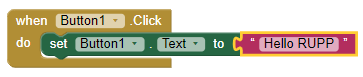 when Button1 .Click
do set Button1 . Text to " Hello RUPP "